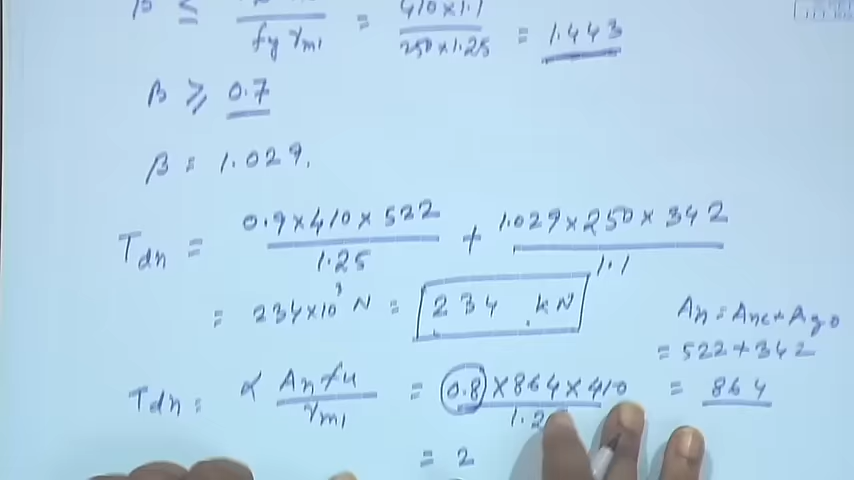 β ≤ —— / fy γm1 = 410×1.1 / 250×1.25 = 1.443
β ≥ 0.7
β = 1.029.
Tdn = 0.9×410×522 / 1.25 + 1.029×250×342 / 1.1
= 234×10³ N = 234 kN
An = Anc + Ago
= 522+342
= 864
Tdn = α An fu / γm1 = 0.8×864×410 / 1.2
= 2